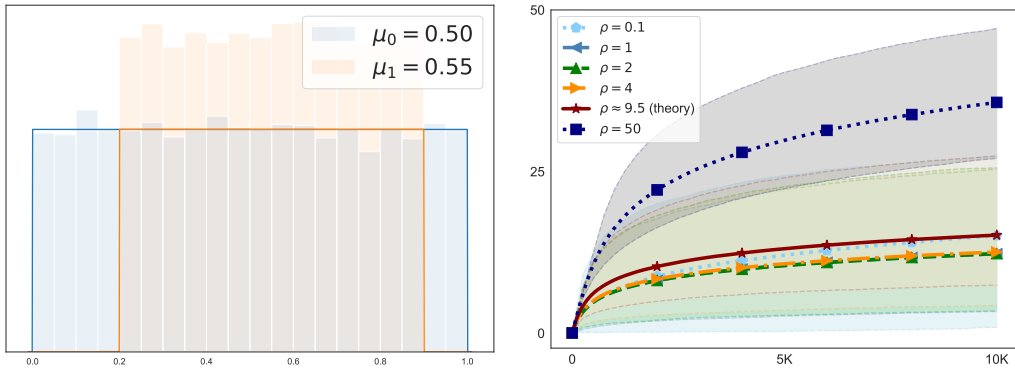 μ₀ = 0.50
μ₁ = 0.55
0.0 0.2 0.4 0.6 0.8 1.0
50
25
0
ρ = 0.1
ρ = 1
ρ = 2
ρ = 4
ρ ≈ 9.5 (theory)
ρ = 50
0 5K 10K